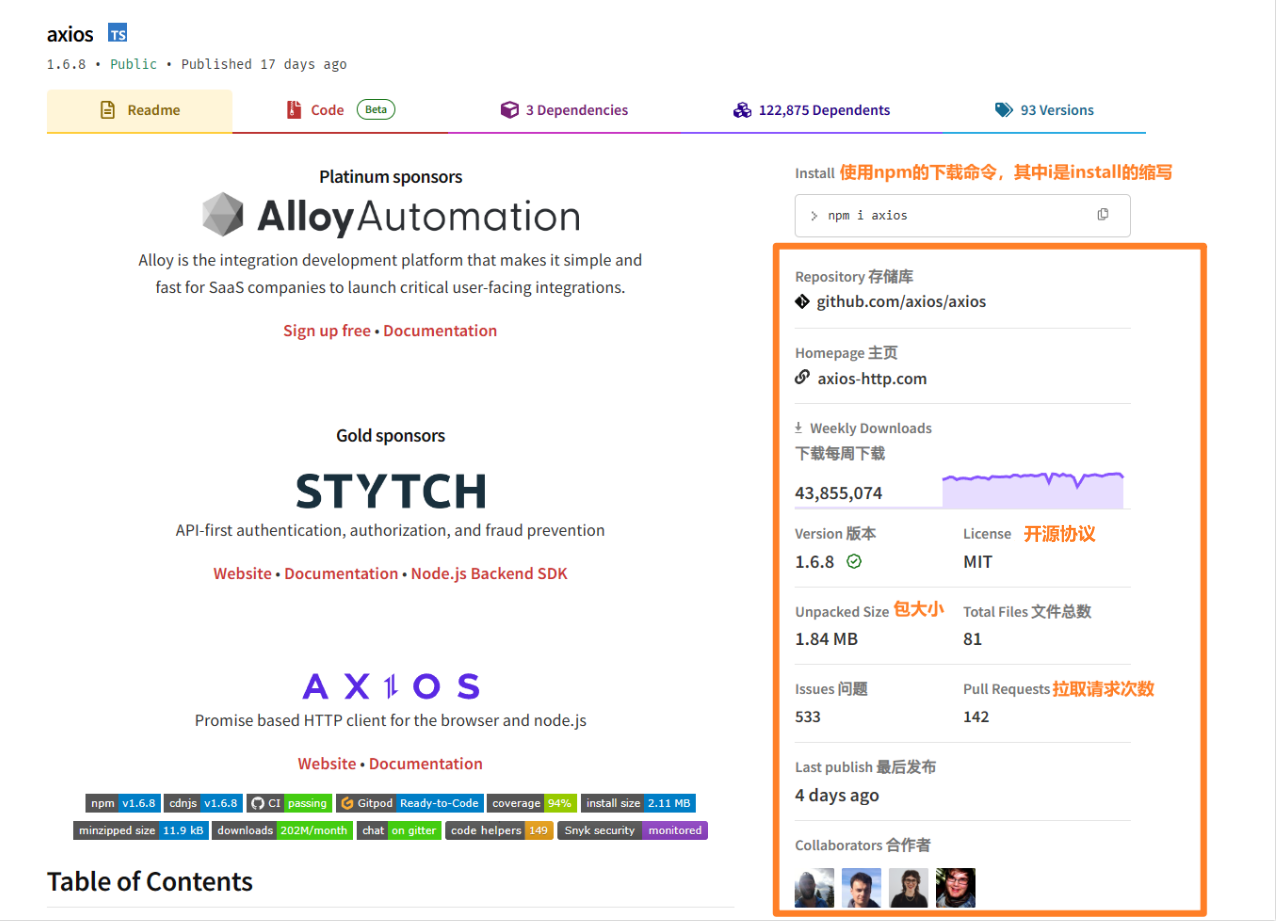 axios TS
1.6.8 • Public • Published 17 days ago
Readme
Code Beta
3 Dependencies
122,875 Dependents
93 Versions
Platinum sponsors
AlloyAutomation
Alloy is the integration development platform that makes it simple and
fast for SaaS companies to launch critical user-facing integrations.
Sign up free • Documentation
Gold sponsors
STYTCH
API-first authentication, authorization, and fraud prevention
Website • Documentation • Node.js Backend SDK
AXIOS
Promise based HTTP client for the browser and node.js
Website • Documentation
npm v1.6.8 cdnjs v1.6.8 CI passing Gitpod Ready-to-Code coverage 94% install size 2.11 MB
minzipped size 11.9 kB downloads 202M/month chat on gitter code helpers 149 Snyk security monitored
Table of Contents
Install 使用npm的下载命令，其中i是install的缩写
> npm i axios
Repository 存储库
github.com/axios/axios
Homepage 主页
axios-http.com
Weekly Downloads
下载每周下载
43,855,074
Version 版本
1.6.8
License 开源协议
MIT
Unpacked Size 包大小
1.84 MB
Total Files 文件总数
81
Issues 问题
533
Pull Requests 拉取请求次数
142
Last publish 最后发布
4 days ago
Collaborators 合作者